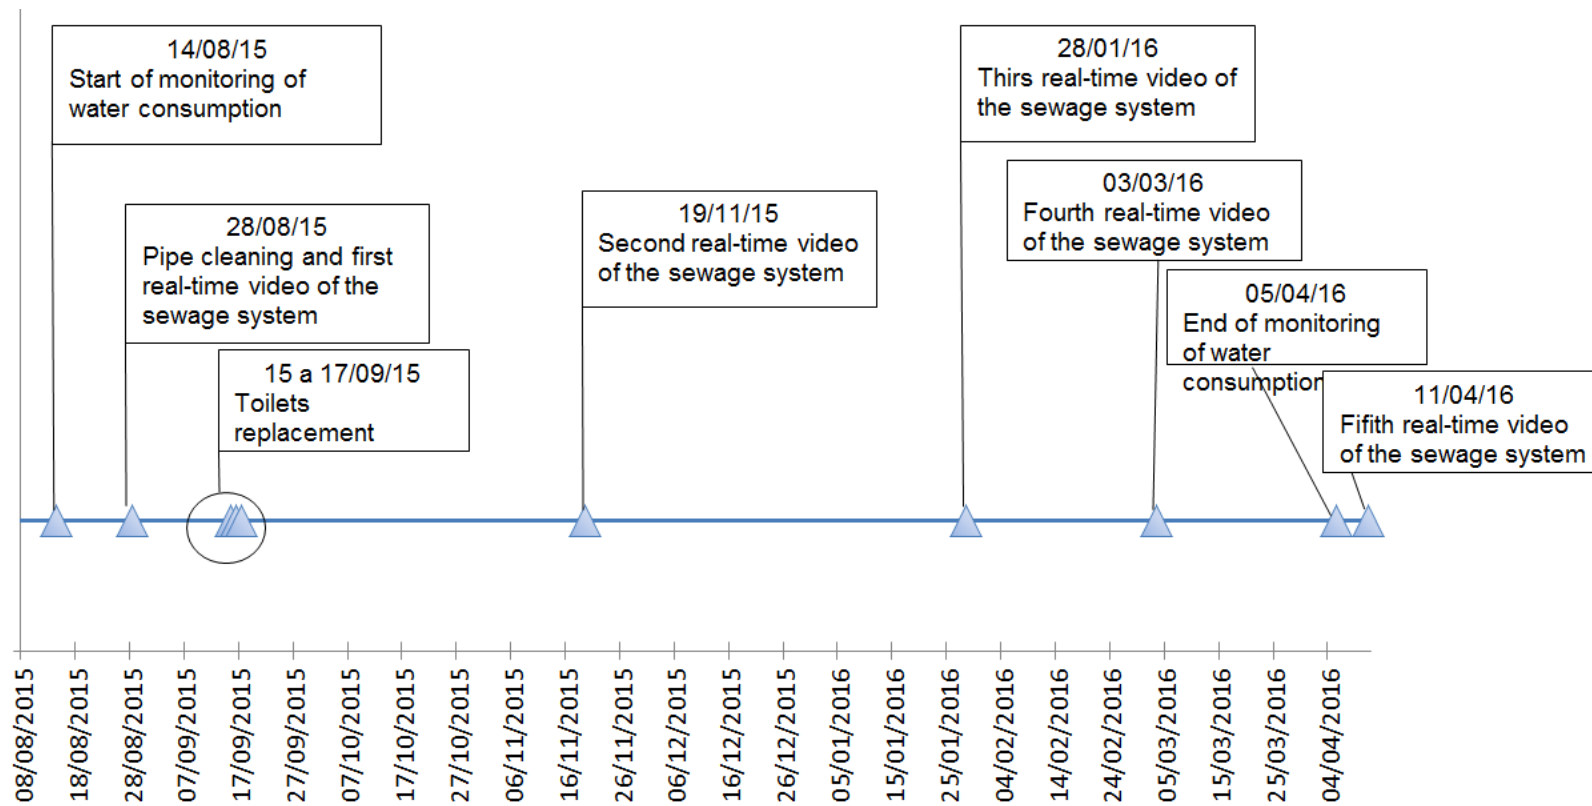 14/08/15
Start of monitoring of
water consumption
28/08/15
Pipe cleaning and first
real-time video of the
sewage system
15 a 17/09/15
Toilets
replacement
19/11/15
Second real-time video
of the sewage system
28/01/16
Thirs real-time video of
the sewage system
03/03/16
Fourth real-time video
of the sewage system
05/04/16
End of monitoring
of water
consumption
11/04/16
Fifith real-time video
of the sewage system
08/08/2015
18/08/2015
28/08/2015
07/09/2015
17/09/2015
27/09/2015
07/10/2015
17/10/2015
27/10/2015
06/11/2015
16/11/2015
26/11/2015
06/12/2015
16/12/2015
26/12/2015
05/01/2016
15/01/2016
25/01/2016
04/02/2016
14/02/2016
24/02/2016
05/03/2016
15/03/2016
25/03/2016
04/04/2016